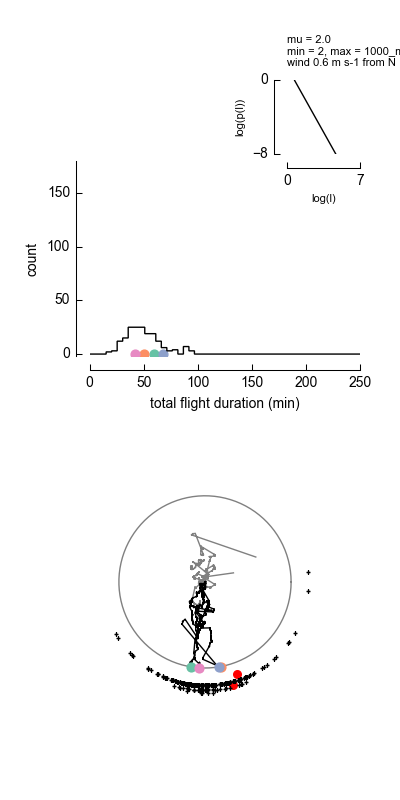 mu = 2.0
min = 2, max = 1000_m
wind 0.6 m s-1 from N
0
log(p(l))
−8
0
7
log(l)
150
count
100
50
0
0
50
100
150
200
250
total flight duration (min)